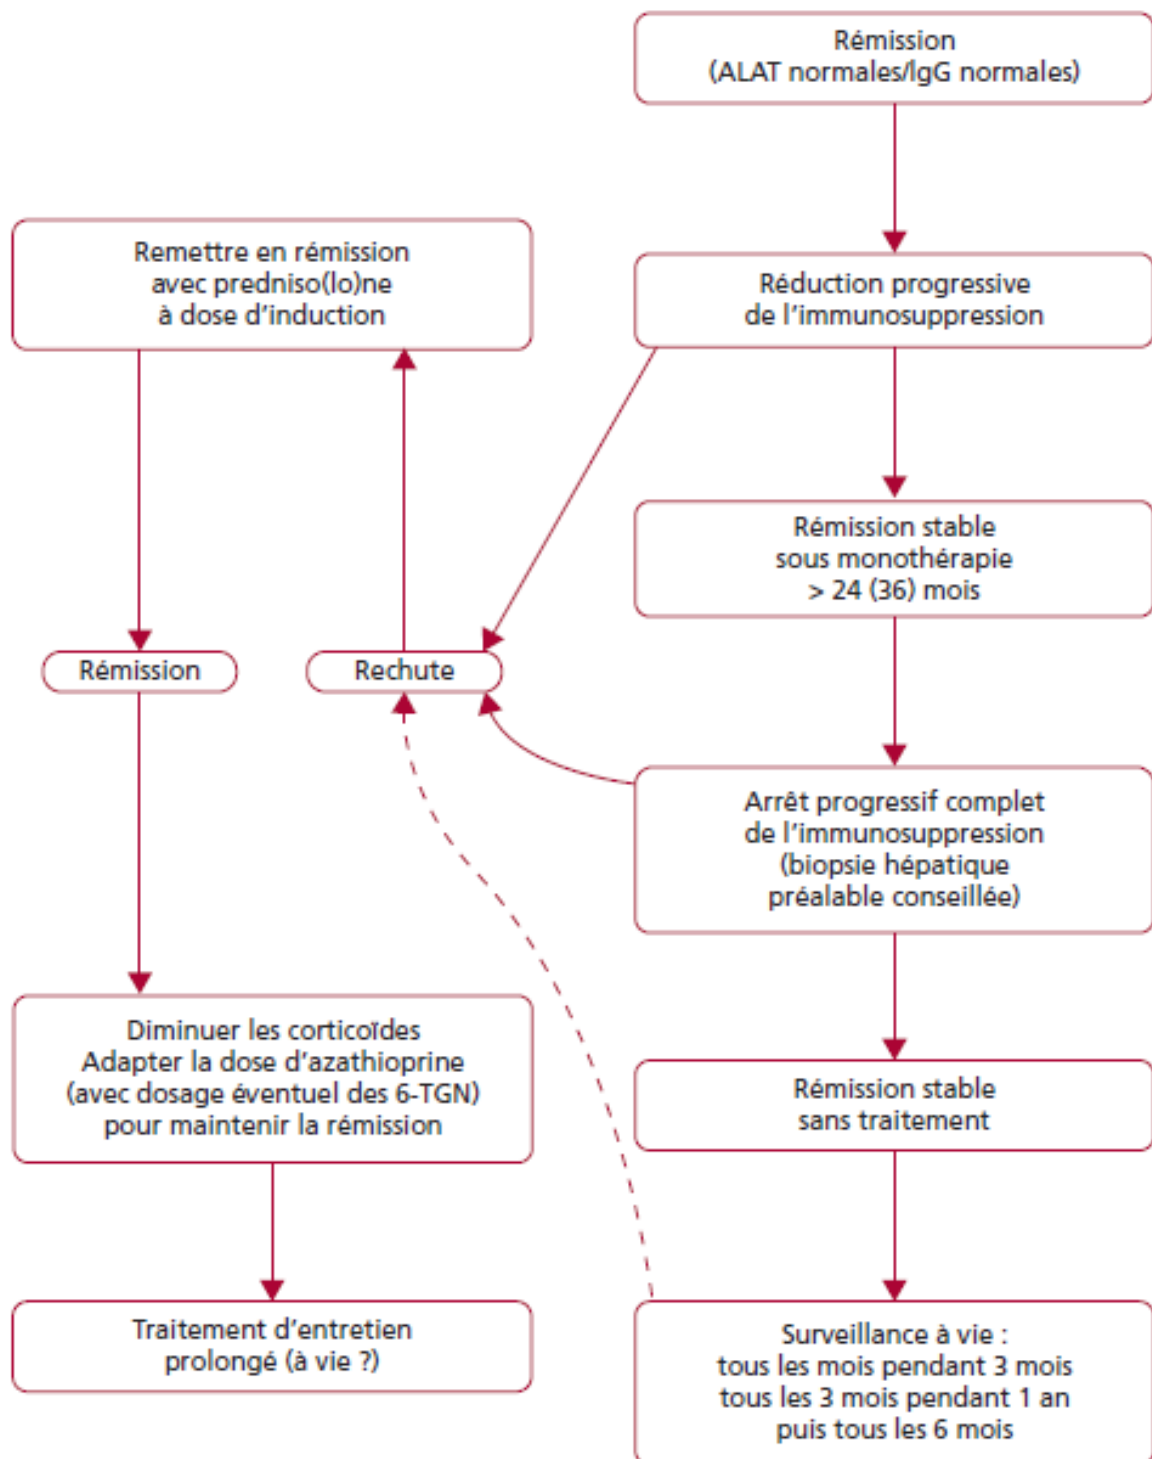 Rémission
(ALAT normales/IgG normales)
Remettre en rémission
avec predniso(lo)ne
à dose d’induction
Réduction progressive
de l’immunosuppression
Rémission stable
sous monothérapie
> 24 (36) mois
Rémission
Rechute
Arrêt progressif complet
de l’immunosuppression
(biopsie hépatique
préalable conseillée)
Diminuer les corticoïdes
Adapter la dose d’azathioprine
(avec dosage éventuel des 6-TGN)
pour maintenir la rémission
Rémission stable
sans traitement
Traitement d’entretien
prolongé (à vie ?)
Surveillance à vie :
tous les mois pendant 3 mois
tous les 3 mois pendant 1 an
puis tous les 6 mois